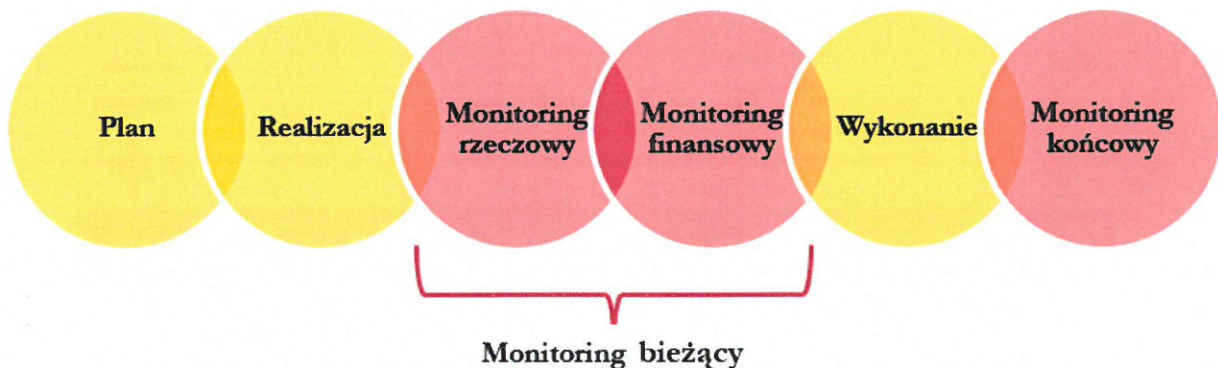 Plan
Realizacja
Monitoring
rzeczowy
Monitoring
finansowy
Wykonanie
Monitoring
końcowy
Monitoring bieżący